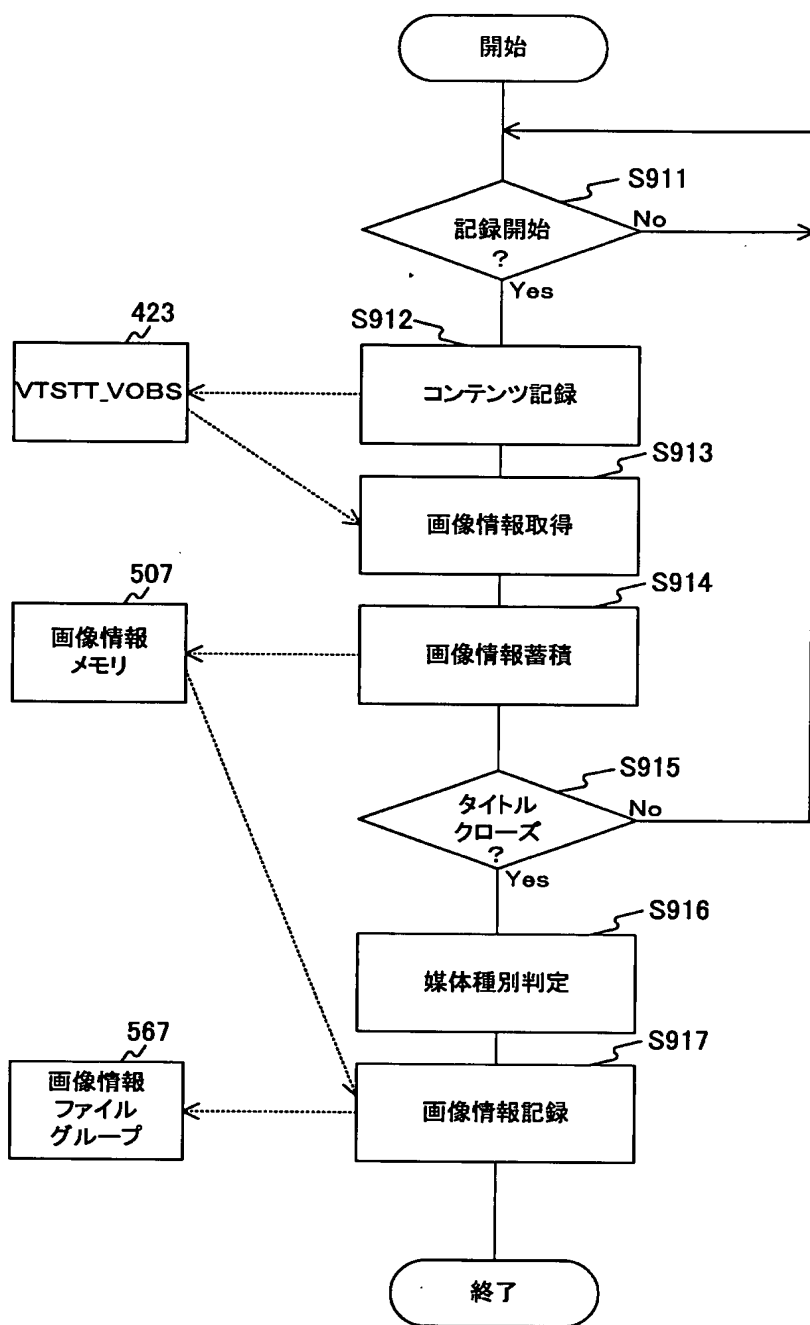 開始
S911
記録開始
?
No
Yes
423
VTSTT_VOBS
S912
コンテンツ記録
S913
画像情報取得
507
画像情報
メモリ
S914
画像情報蓄積
S915
タイトル
クローズ
?
No
Yes
S916
媒体種別判定
567
画像情報
ファイル
グループ
S917
画像情報記録
終了